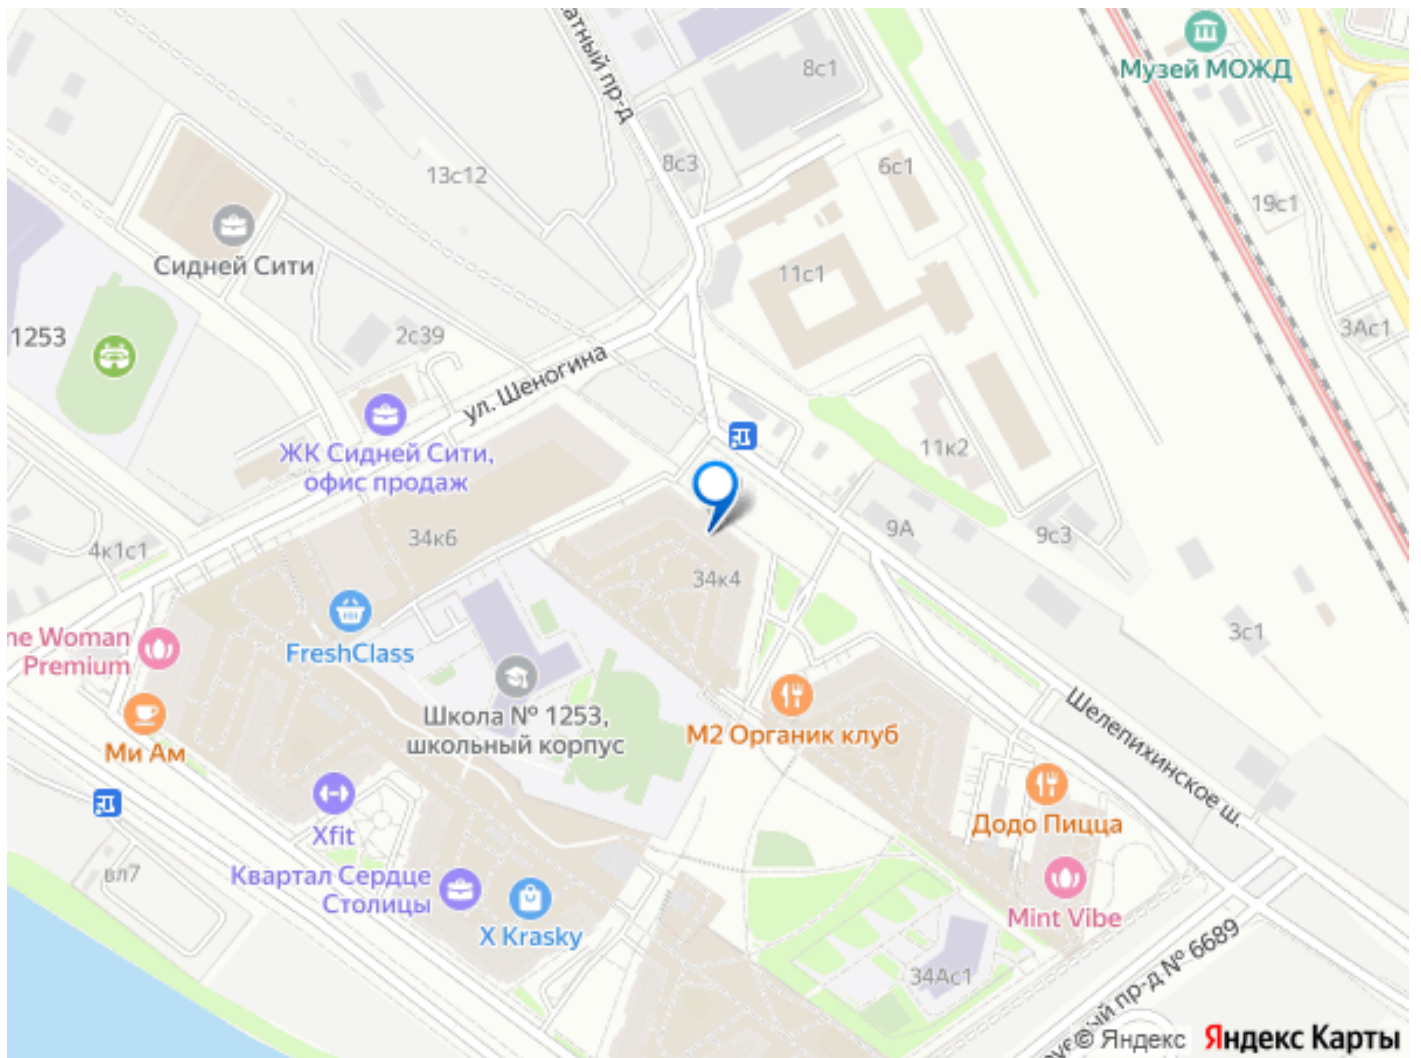 Музей МОЖД
8с1
8с3
6с1
13с12
19с1
Сидней Сити
11с1
3Ас1
1253
2с39
ул. Шеногина
ЖК Сидней Сити,
офис продаж
11к2
34к6
9А
9с3
4к1с1
34к4
FreshClass
3с1
Woman
Premium
Школа № 1253,
школьный корпус
Ми Ам
М2 Органик клуб
Шелепихинское ш.
Xfit
Додо Пицца
вл7
Квартал Сердце
Столицы
X Krasky
Mint Vibe
34Ас1
пр-д № 6689
© Яндекс Яндекс Карты